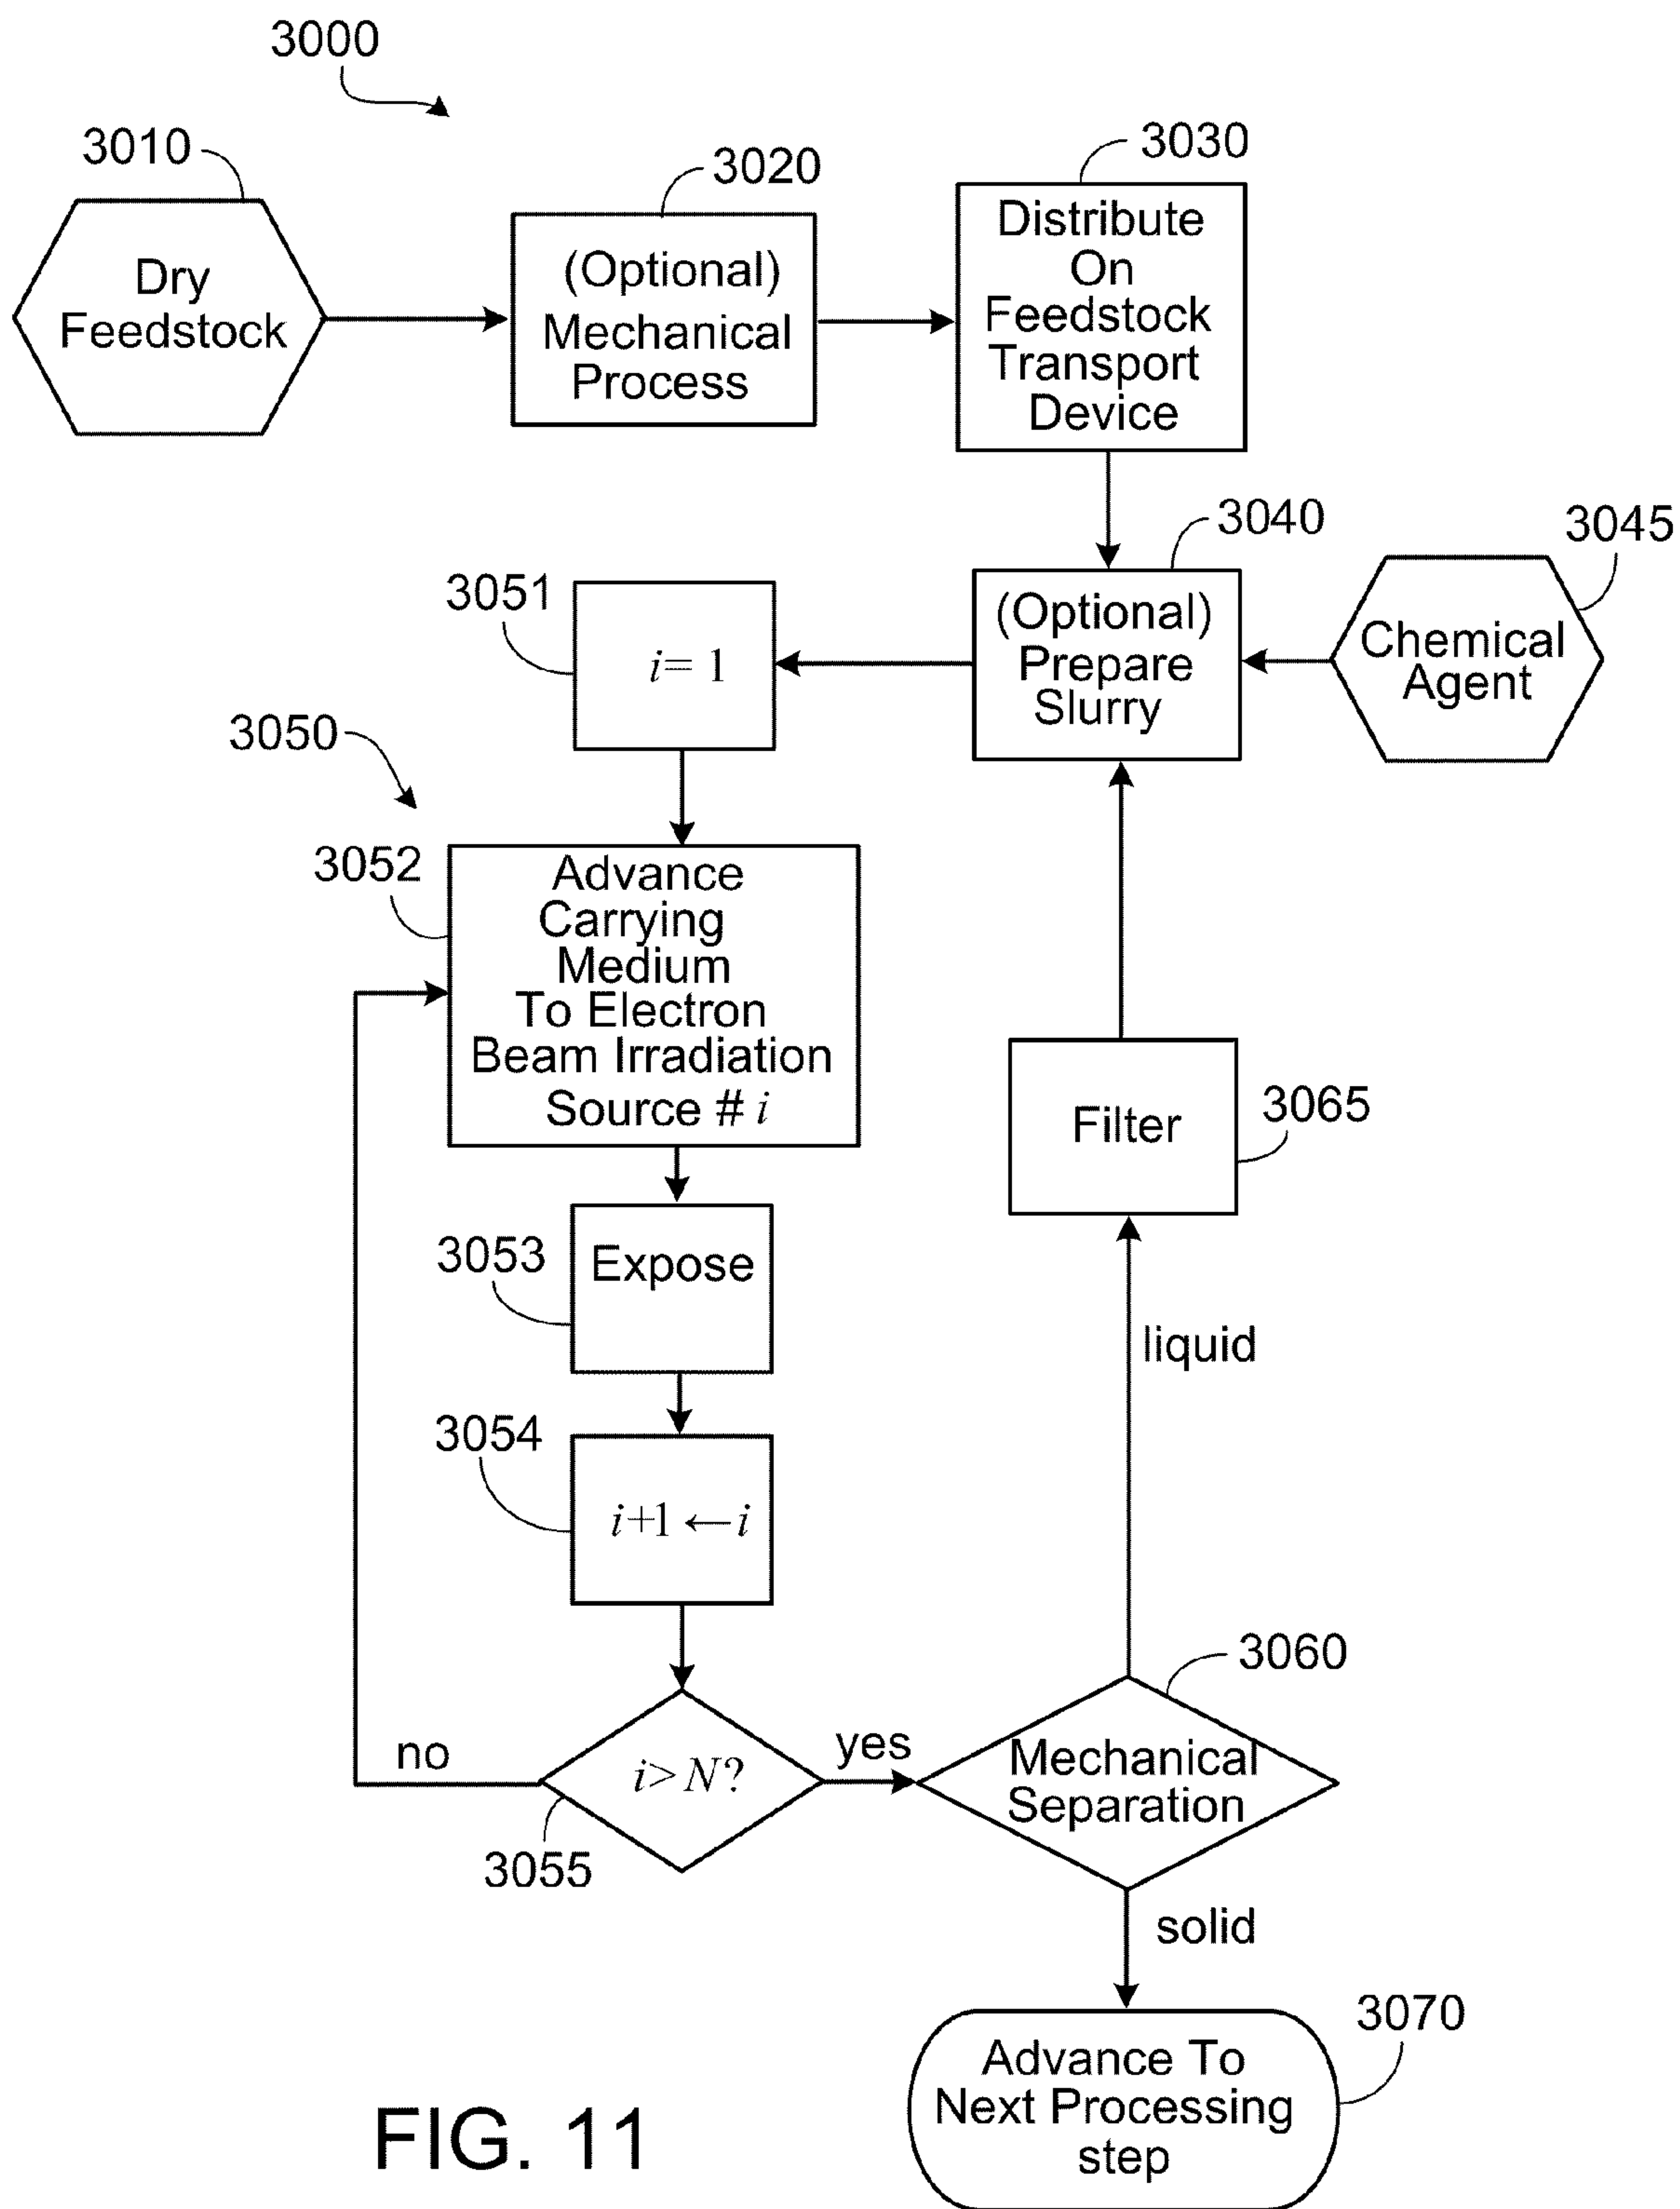 3000
3010
3020
3030
Dry
Feedstock
(Optional)
Mechanical
Process
Distribute
On
Feedstock
Transport
Device
3040
3045
3051
i= 1
(Optional)
Prepare
Slurry
Chemical
Agent
3050
3052
Advance
Carrying
Medium
To Electron
Beam Irradiation
Source # i
Filter
3065
3053
Expose
liquid
3054
i+1 ←i
3060
no
i>N?
yes
Mechanical
Separation
3055
solid
3070
Advance To
Next Processing
step
FIG. 11